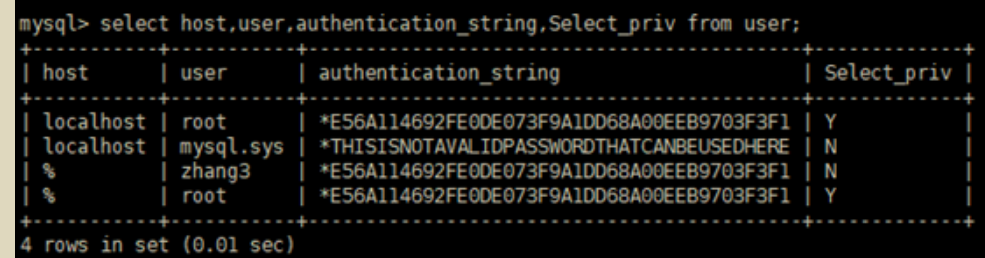 mysql> select host,user,authentication_string,Select_priv from user;
+-----------+-----------+-------------------------------------------+-------------+
| host      | user      | authentication_string                     | Select_priv |
+-----------+-----------+-------------------------------------------+-------------+
| localhost | root      | *E56A114692FE0DE073F9A1DD68A00EEB9703F3F1 | Y           |
| localhost | mysql.sys | *THISISNOTAVALIDPASSWORDTHATCANBEUSEDHERE | N           |
| %         | zhang3    | *E56A114692FE0DE073F9A1DD68A00EEB9703F3F1 | N           |
| %         | root      | *E56A114692FE0DE073F9A1DD68A00EEB9703F3F1 | Y           |
+-----------+-----------+-------------------------------------------+-------------+
4 rows in set (0.01 sec)